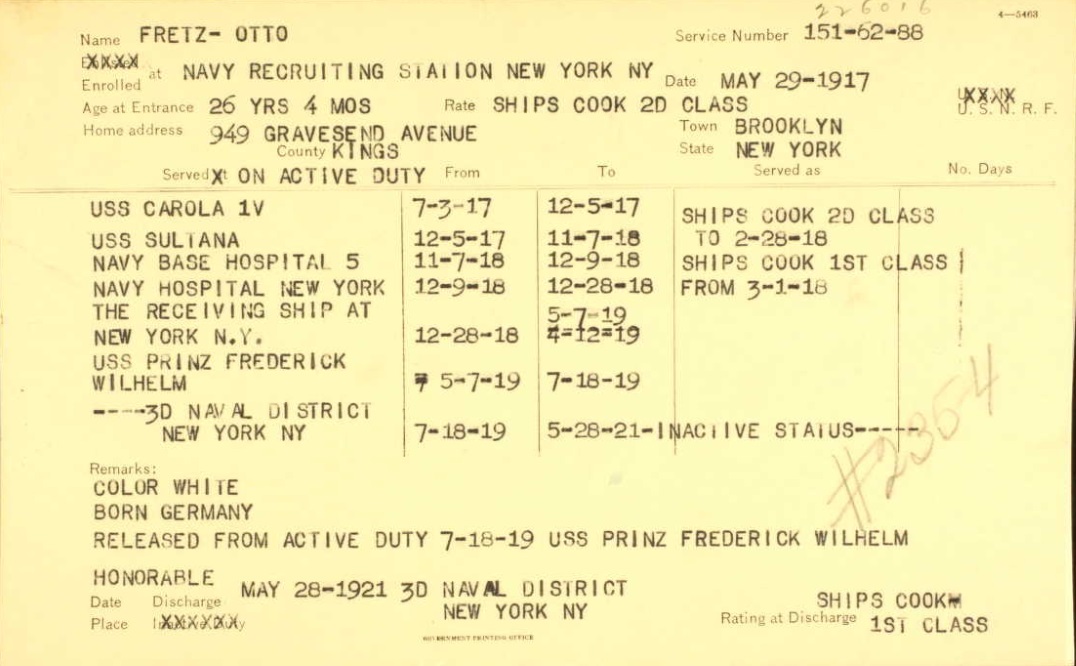 226016
4—5463
Name FRETZ- OTTO Service Number 151-62-88
Enrolled at NAVY RECRUITING STATION NEW YORK NY Date MAY 29-1917
Age at Entrance 26 YRS 4 MOS Rate SHIPS COOK 2D CLASS U. S. N. R. F.
Home address 949 GRAVESEND AVENUE Town BROOKLYN
County KINGS State NEW YORK
Served ON ACTIVE DUTY From To Served as No. Days
USS CAROLA 1V 7-3-17 12-5-17 SHIPS COOK 2D CLASS
USS SULTANA 12-5-17 11-7-18 TO 2-28-18
NAVY BASE HOSPITAL 5 11-7-18 12-9-18 SHIPS COOK 1ST CLASS
NAVY HOSPITAL NEW YORK 12-9-18 12-28-18 FROM 3-1-18
THE RECEIVING SHIP AT 5-7-19
NEW YORK N.Y. 12-28-18 4-12-19
USS PRINZ FREDERICK
WILHELM 5-7-19 7-18-19
----3D NAVAL DISTRICT
NEW YORK NY 7-18-19 5-28-21-INACTIVE STATUS------
#2354
Remarks:
COLOR WHITE
BORN GERMANY
RELEASED FROM ACTIVE DUTY 7-18-19 USS PRINZ FREDERICK WILHELM
HONORABLE MAY 28-1921 3D NAVAL DISTRICT
Date Discharge NEW YORK NY SHIPS COOK
Place Inactive Duty Rating at Discharge 1ST CLASS
GOVERNMENT PRINTING OFFICE